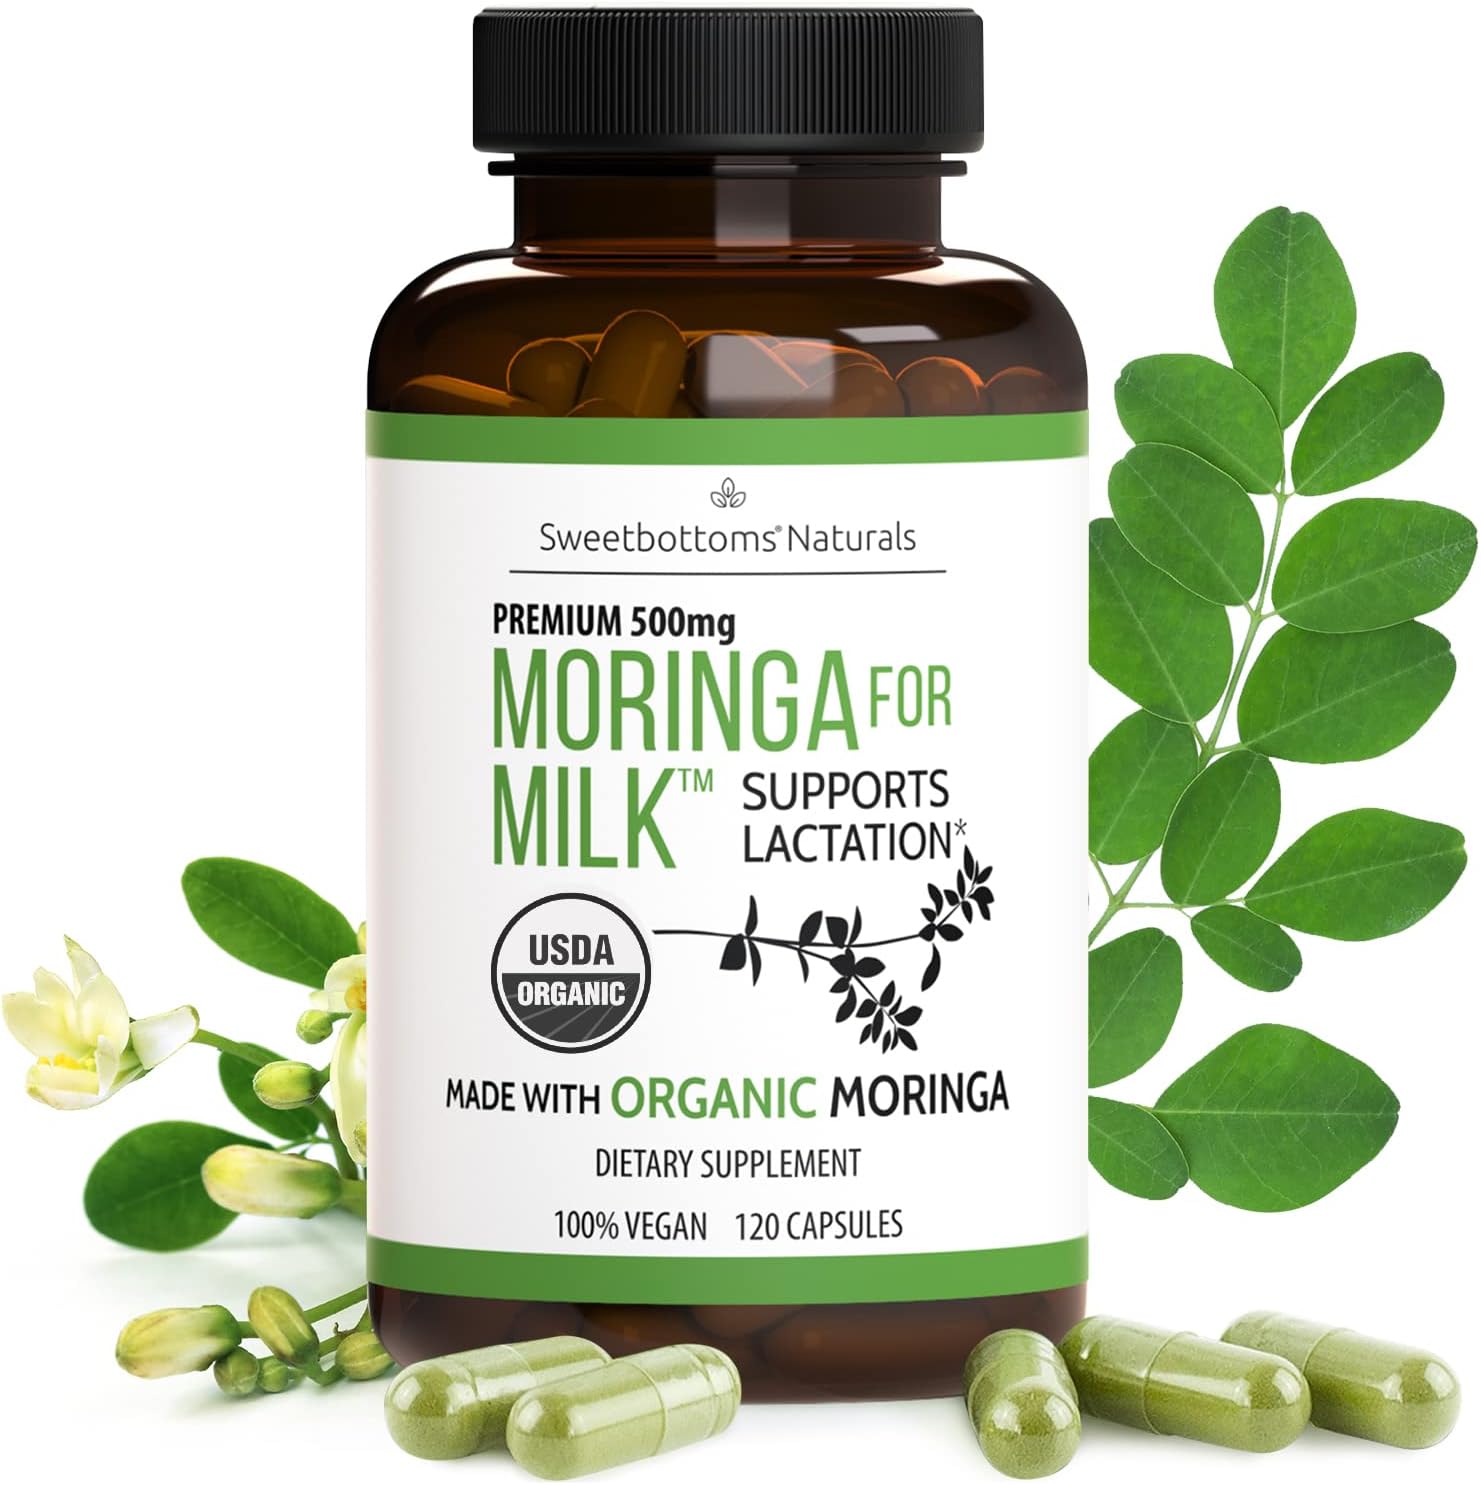 Sweetbottoms® Naturals
PREMIUM 500mg
MORINGA FOR
MILK™ SUPPORTS
LACTATION*
USDA
ORGANIC
MADE WITH ORGANIC MORINGA
DIETARY SUPPLEMENT
100% VEGAN 120 CAPSULES